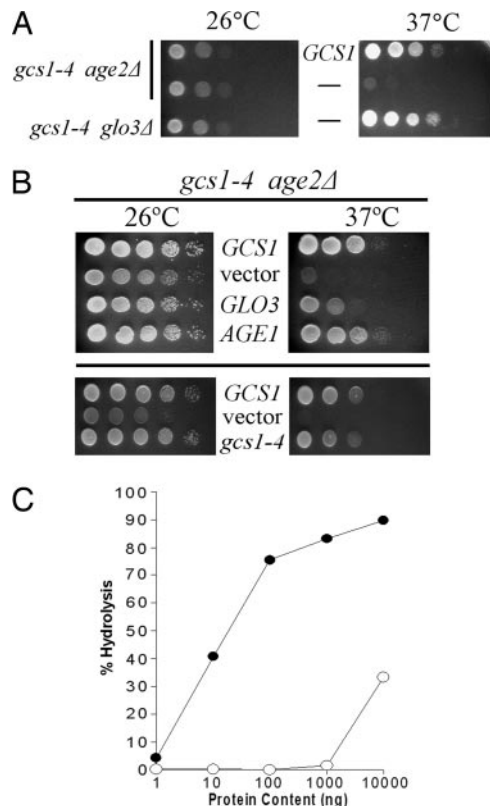 A
26°C
37°C
gcs1-4 age2Δ
GCS1
—
gcs1-4 glo3Δ
—
B
gcs1-4 age2Δ
26°C
37°C
GCS1
vector
GLO3
AGE1
GCS1
vector
gcs1-4
C
100
90
80
70
60
50
40
30
20
10
0
% Hydrolysis
1
10
100
1000
10000
Protein Content (ng)